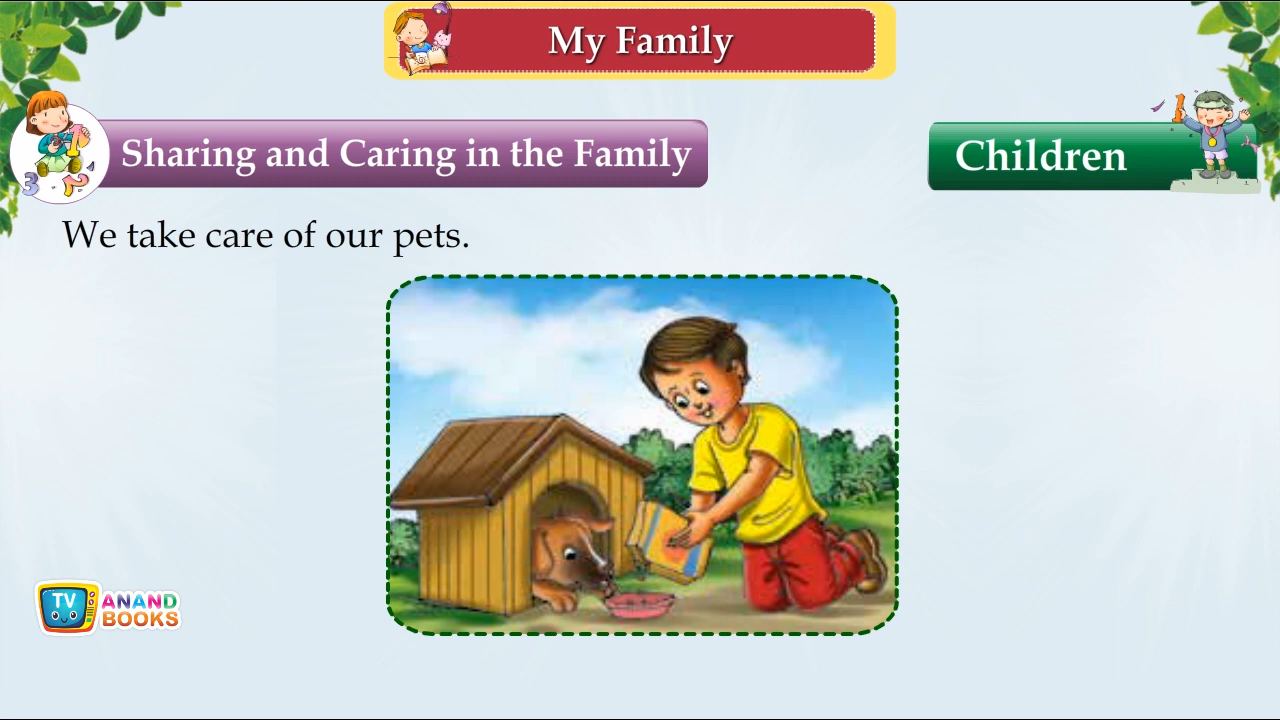 My Family
Sharing and Caring in the Family
Children
We take care of our pets.
TV
ANAND
BOOKS